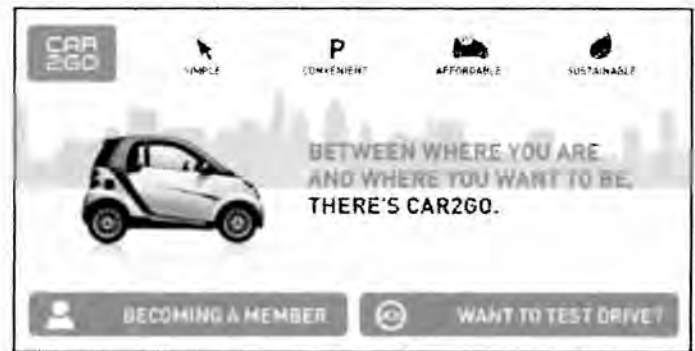 CAR
2GO
SIMPLE
P
CONVENIENT
AFFORDABLE
SUSTAINABLE
BETWEEN WHERE YOU ARE
AND WHERE YOU WANT TO BE,
THERE'S CAR2GO.
BECOMING A MEMBER
WANT TO TEST DRIVE?